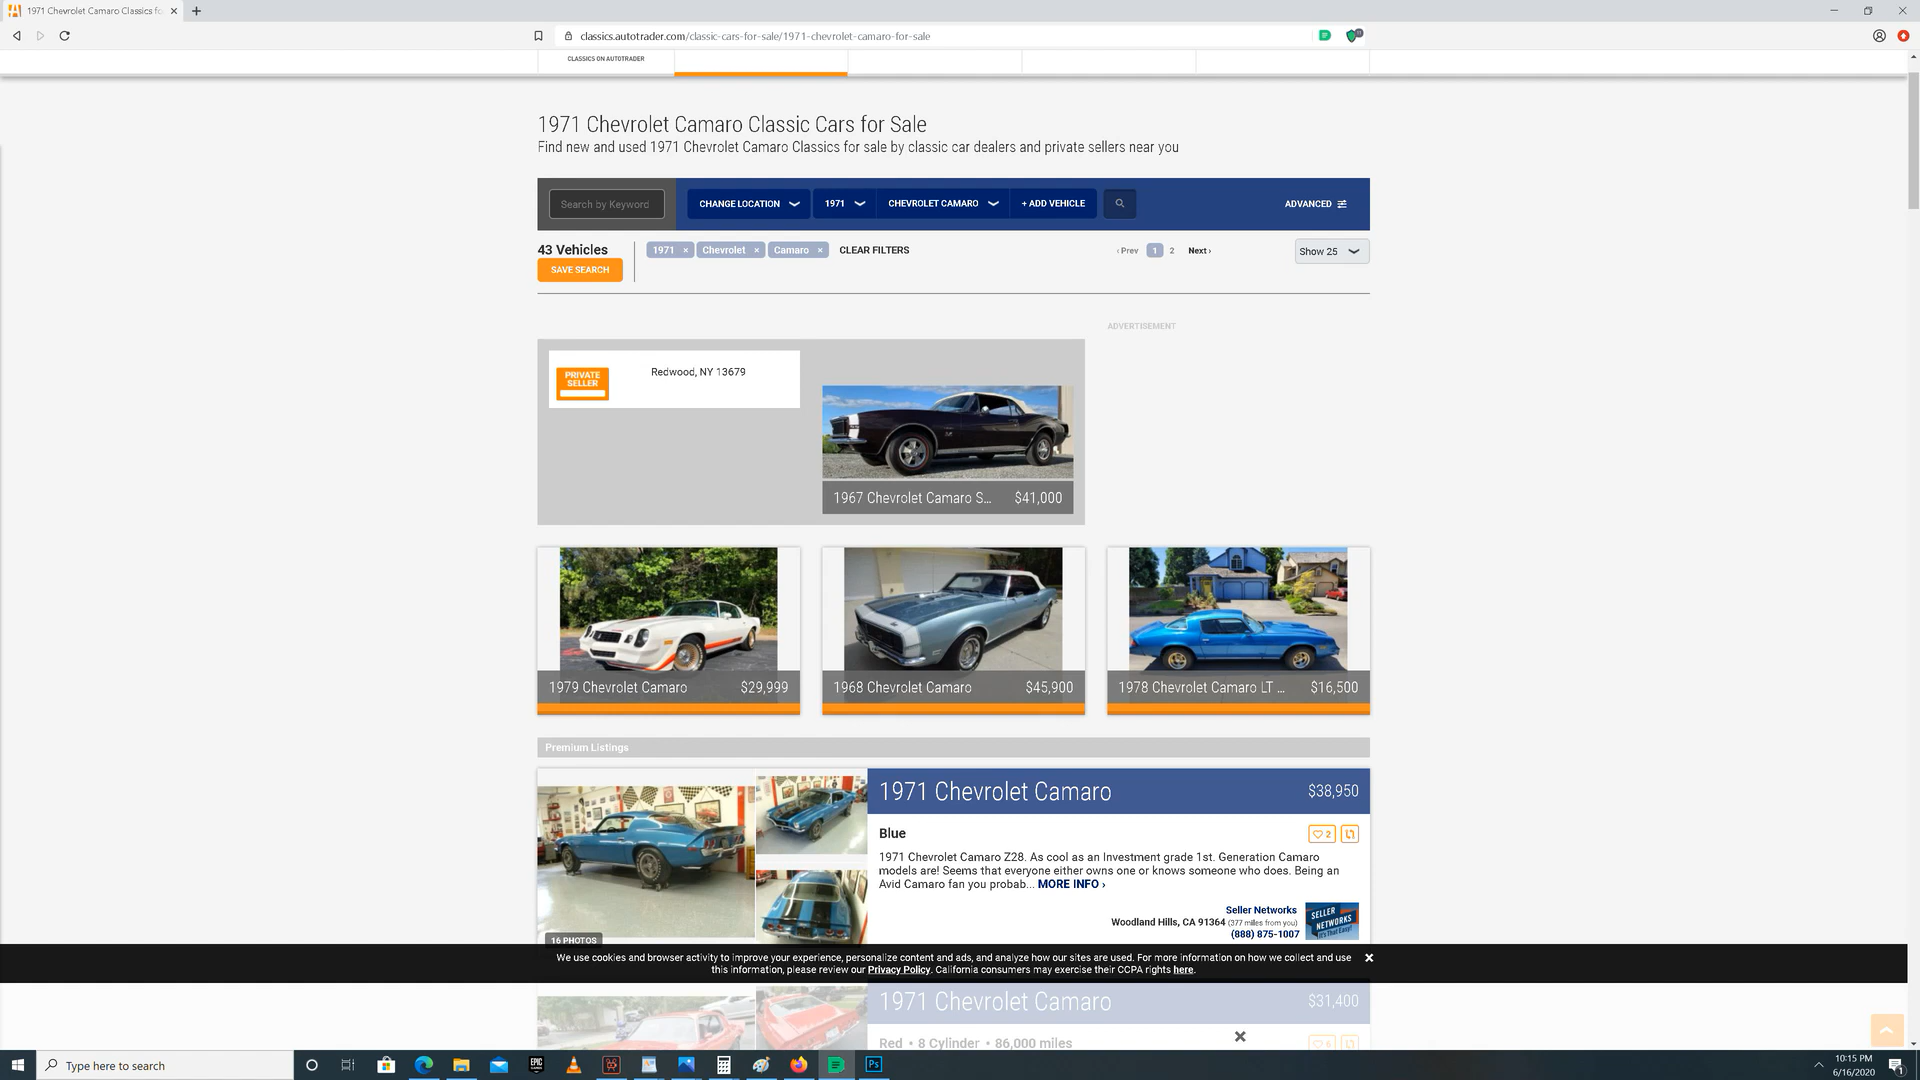 1971 Chevrolet Camaro Classics fo
classics.autotrader.com/classic-cars-for-sale/1971-chevrolet-camaro-for-sale
CLASSICS ON AUTOTRADER
1971 Chevrolet Camaro Classic Cars for Sale
Find new and used 1971 Chevrolet Camaro Classics for sale by classic car dealers and private sellers near you
Search by Keyword
CHANGE LOCATION
1971
CHEVROLET CAMARO
+ ADD VEHICLE
ADVANCED
43 Vehicles
1971 ×
Chevrolet ×
Camaro ×
CLEAR FILTERS
‹ Prev
1
2
Next ›
Show 25
SAVE SEARCH
ADVERTISEMENT
PRIVATE
SELLER
Redwood, NY 13679
1967 Chevrolet Camaro S...
$41,000
1979 Chevrolet Camaro
$29,999
1968 Chevrolet Camaro
$45,900
1978 Chevrolet Camaro LT ...
$16,500
Premium Listings
1971 Chevrolet Camaro
$38,950
Blue
2
1971 Chevrolet Camaro Z28. As cool as an Investment grade 1st. Generation Camaro
models are! Seems that everyone either owns one or knows someone who does. Being an
Avid Camaro fan you probab... MORE INFO ›
Seller Networks
Woodland Hills, CA 91364 (377 miles from you)
(888) 875-1007
SELLER
NETWORKS
It's That Easy!
16 PHOTOS
We use cookies and browser activity to improve your experience, personalize content and ads, and analyze how our sites are used. For more information on how we collect and use
this information, please review our Privacy Policy. California consumers may exercise their CCPA rights here.
1971 Chevrolet Camaro
$31,400
Red • 8 Cylinder • 86,000 miles
Type here to search
EPIC
Ps
10:15 PM
6/16/2020
1